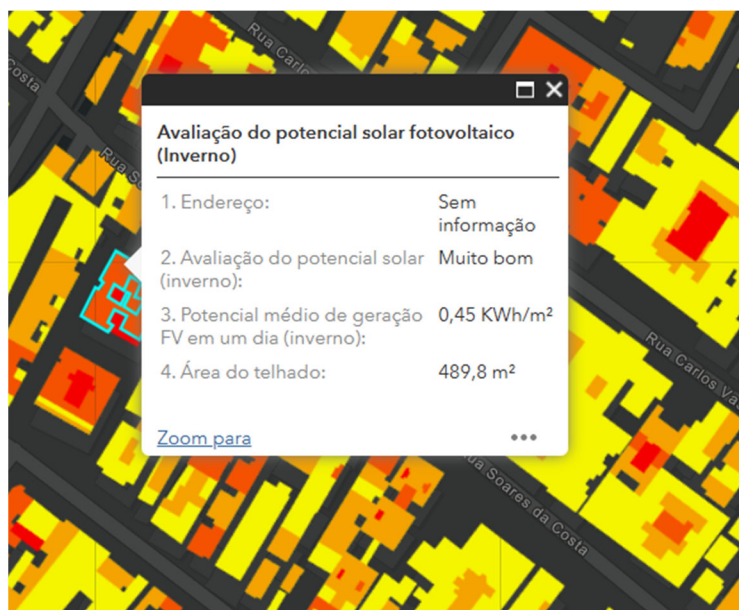 Rua Carlos
Costa
Rua S
Avaliação do potencial solar fotovoltaico
(Inverno)
1. Endereço:
Sem
informação
2. Avaliação do potencial solar
(inverno):
Muito bom
3. Potencial médio de geração
FV em um dia (inverno):
0,45 KWh/m²
4. Área do telhado:
489,8 m²
Zoom para
•••
Rua Carlos Vas
Rua Soares da Costa